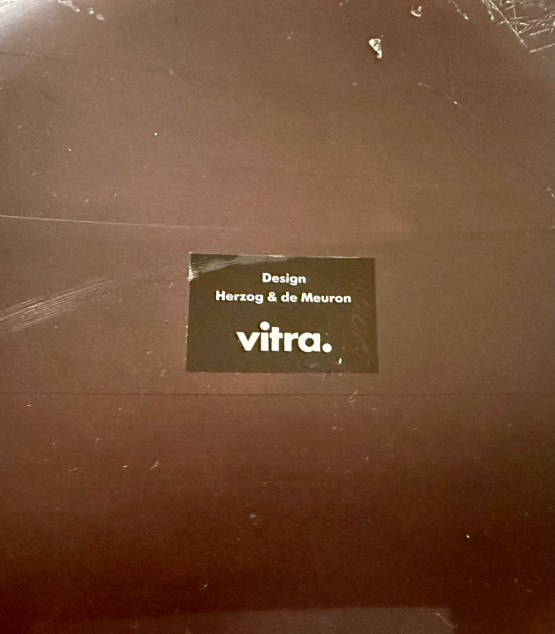 Design
Herzog & de Meuron
vitra.